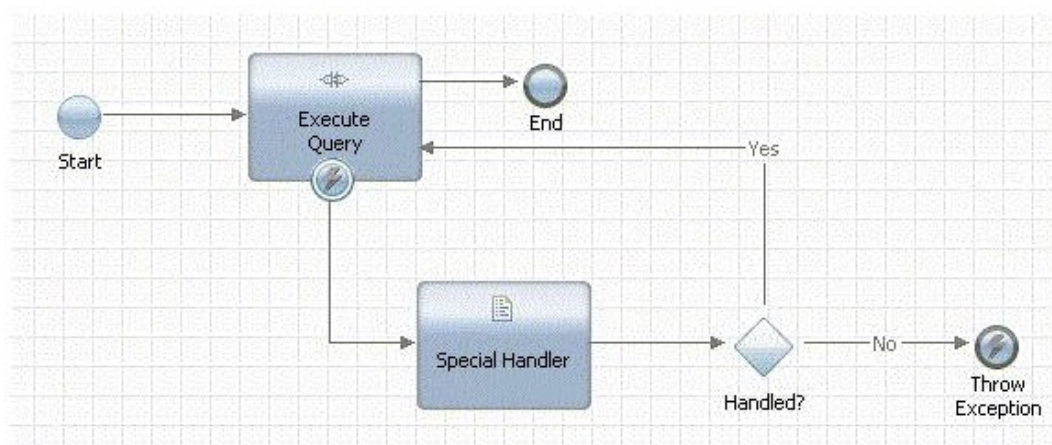 Execute
Query
End
Start
Yes
Special Handler
No
Handled?
Throw
Exception